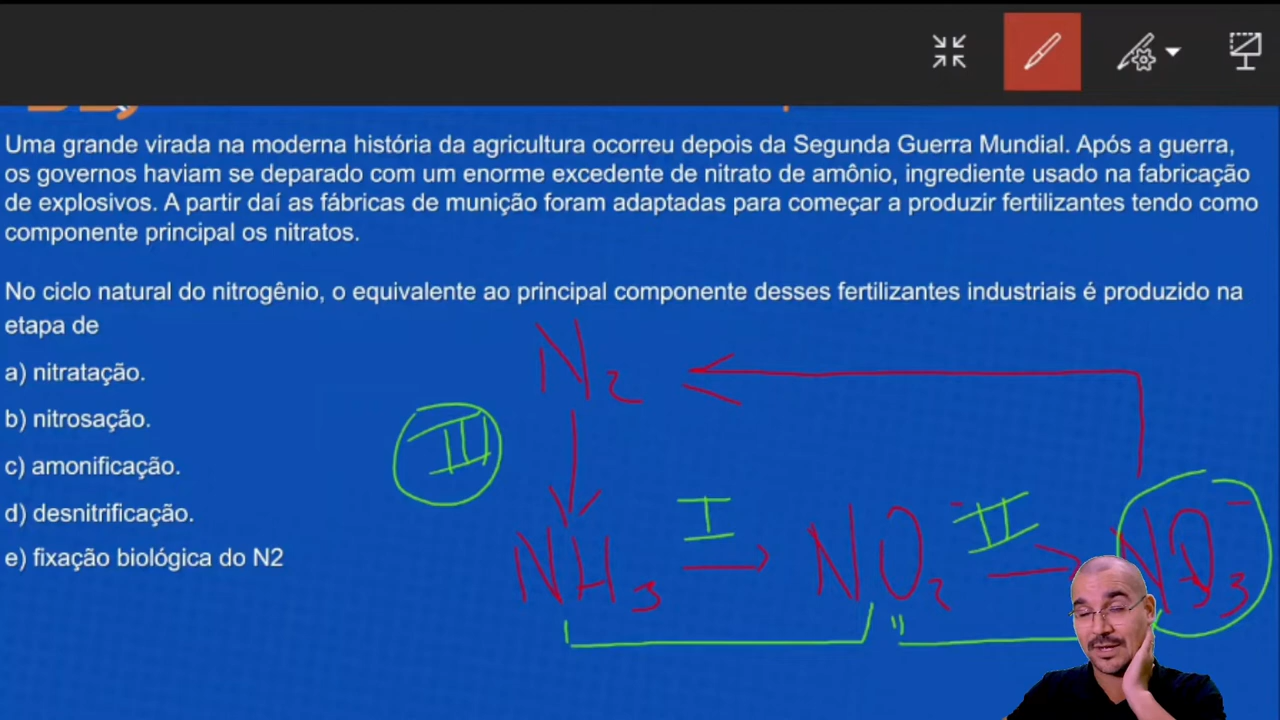 Uma grande virada na moderna história da agricultura ocorreu depois da Segunda Guerra Mundial. Após a guerra,
os governos haviam se deparado com um enorme excedente de nitrato de amônio, ingrediente usado na fabricação
de explosivos. A partir daí as fábricas de munição foram adaptadas para começar a produzir fertilizantes tendo como
componente principal os nitratos.
No ciclo natural do nitrogênio, o equivalente ao principal componente desses fertilizantes industriais é produzido na
etapa de
a) nitratação.
b) nitrosação.
c) amonificação.
d) desnitrificação.
e) fixação biológica do N2
N2
III
I
II
NH3
NO2-
NO3-